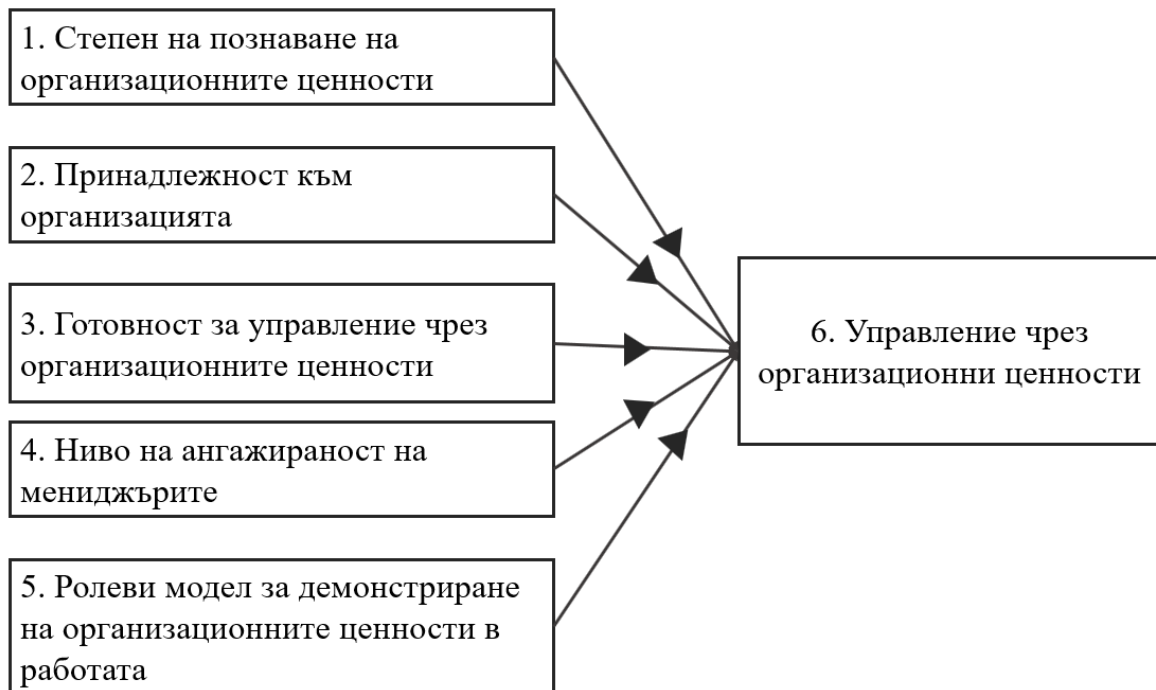 1. Степен на познаване на
организационните ценности
2. Принадлежност към
организацията
3. Готовност за управление чрез
организационните ценности
4. Ниво на ангажираност на
мениджърите
5. Ролеви модел за демонстриране
на организационните ценности в
работата
6. Управление чрез
организационни ценности